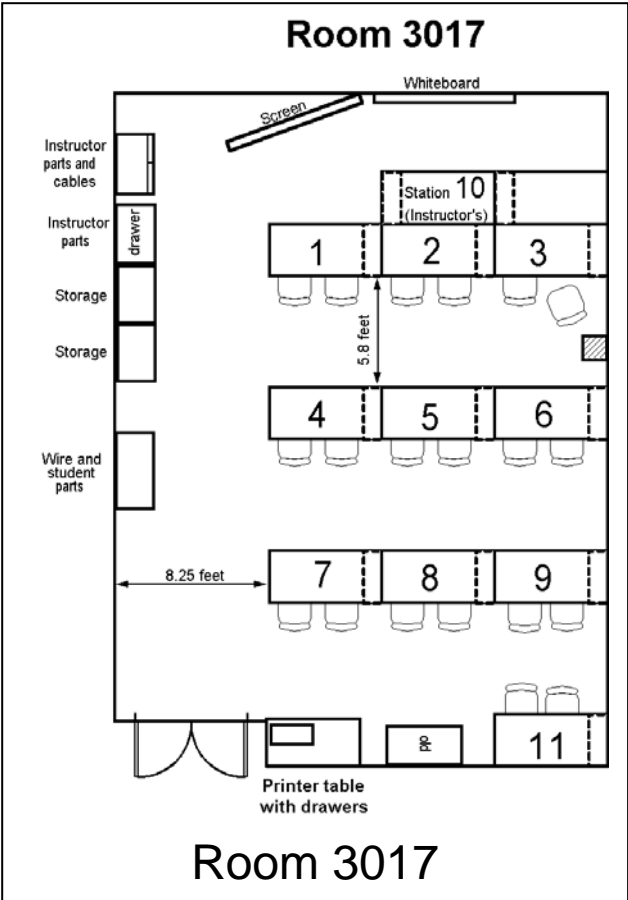 Room 3017
Whiteboard
Screen
Instructor
parts and
cables
Station 10
(Instructor's)
Instructor
parts
drawer
1
2
3
Storage
5.8 feet
Storage
4
5
6
Wire and
student
parts
8.25 feet
7
8
9
old
11
Printer table
with drawers
Room 3017